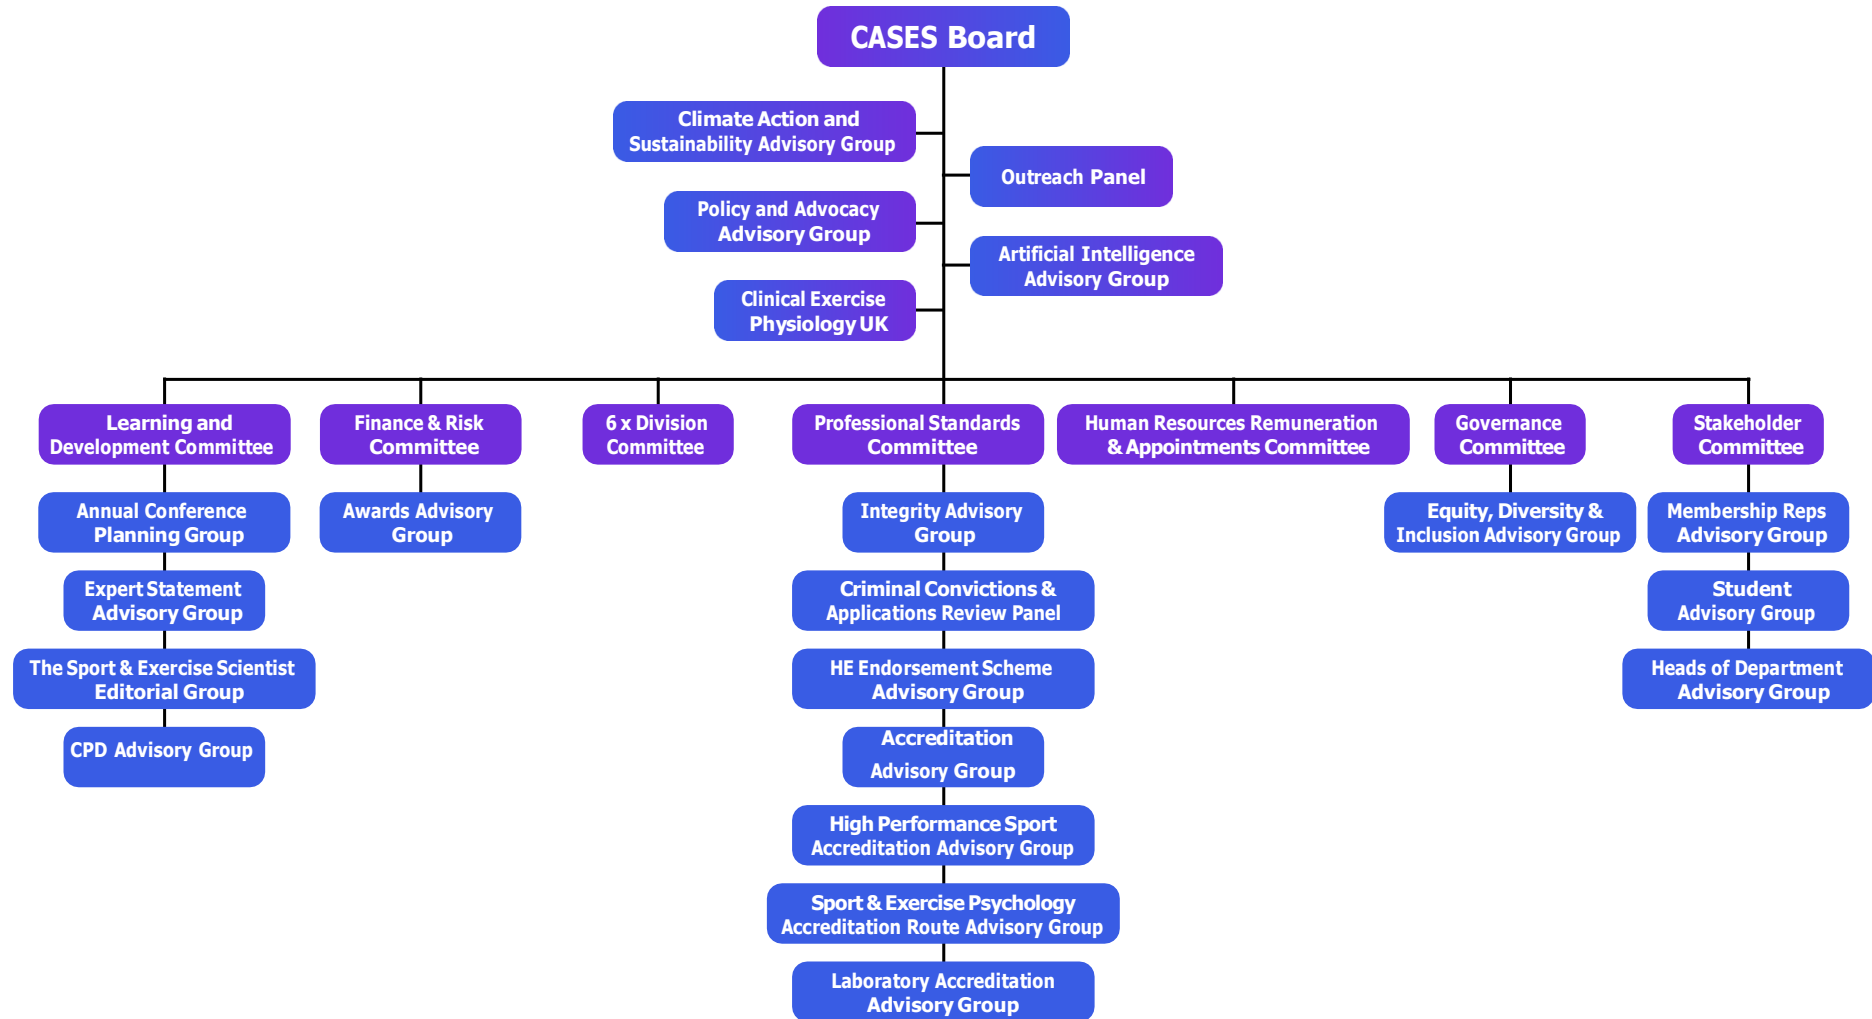 CASES Board
Climate Action and
Sustainability Advisory Group
Outreach Panel
Policy and Advocacy
Advisory Group
Artificial Intelligence
Advisory Group
Clinical Exercise
Physiology UK
Learning and
Development Committee
Finance & Risk
Committee
6 x Division
Committee
Professional Standards
Committee
Human Resources Remuneration
& Appointments Committee
Governance
Committee
Stakeholder
Committee
Annual Conference
Planning Group
Awards Advisory
Group
Integrity Advisory
Group
Equity, Diversity &
Inclusion Advisory Group
Membership Reps
Advisory Group
Expert Statement
Advisory Group
Criminal Convictions &
Applications Review Panel
Student
Advisory Group
The Sport & Exercise Scientist
Editorial Group
HE Endorsement Scheme
Advisory Group
Heads of Department
Advisory Group
CPD Advisory Group
Accreditation
Advisory Group
High Performance Sport
Accreditation Advisory Group
Sport & Exercise Psychology
Accreditation Route Advisory Group
Laboratory Accreditation
Advisory Group